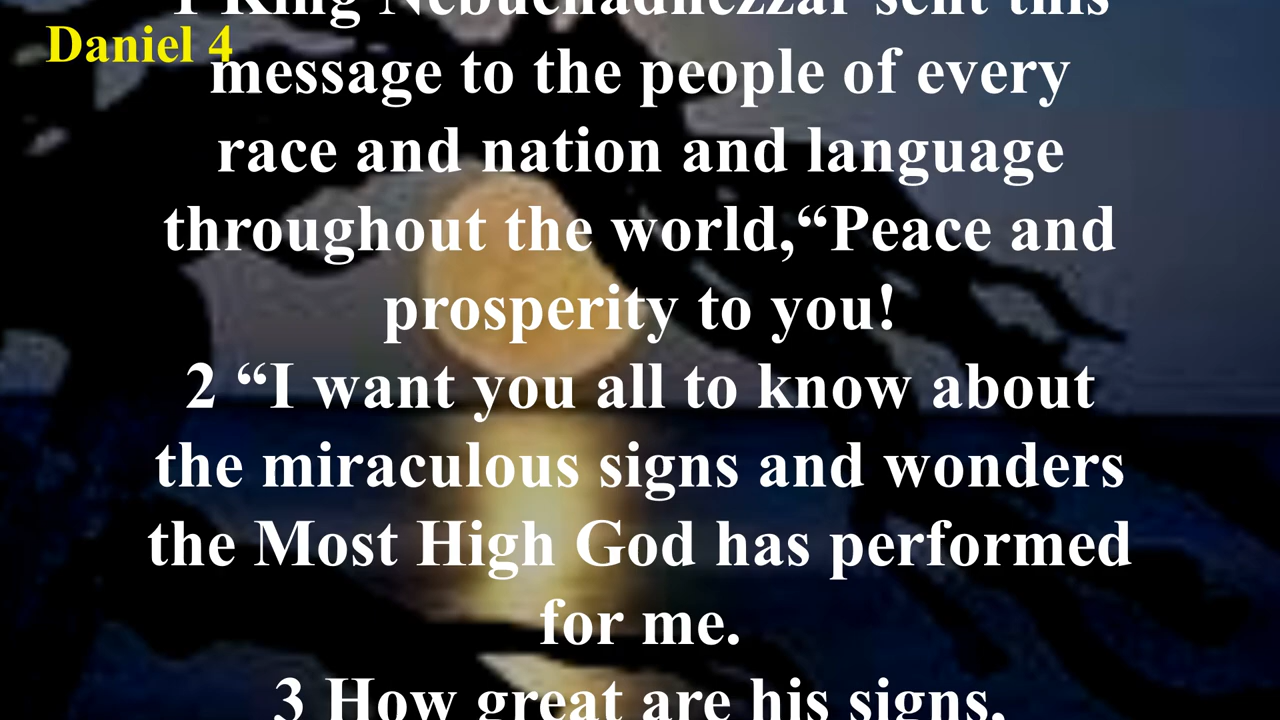 1 King Nebuchadnezzar sent this
Daniel 4
message to the people of every
race and nation and language
throughout the world,“Peace and
prosperity to you!
2 “I want you all to know about
the miraculous signs and wonders
the Most High God has performed
for me.
3 How great are his signs,